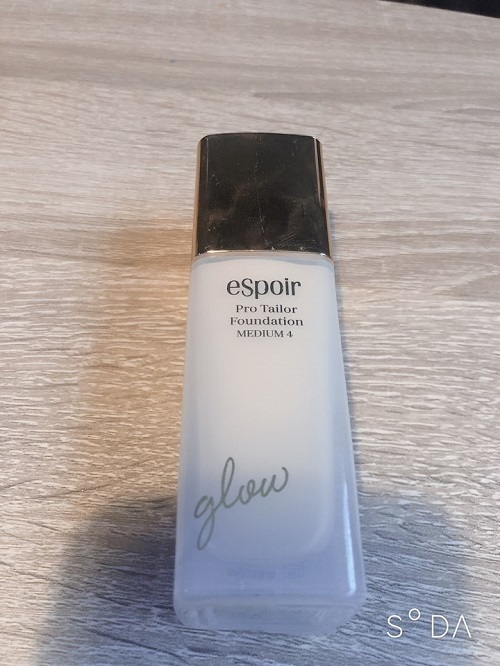 espoir
Pro Tailor
Foundation
MEDIUM 4
glow
S°DA